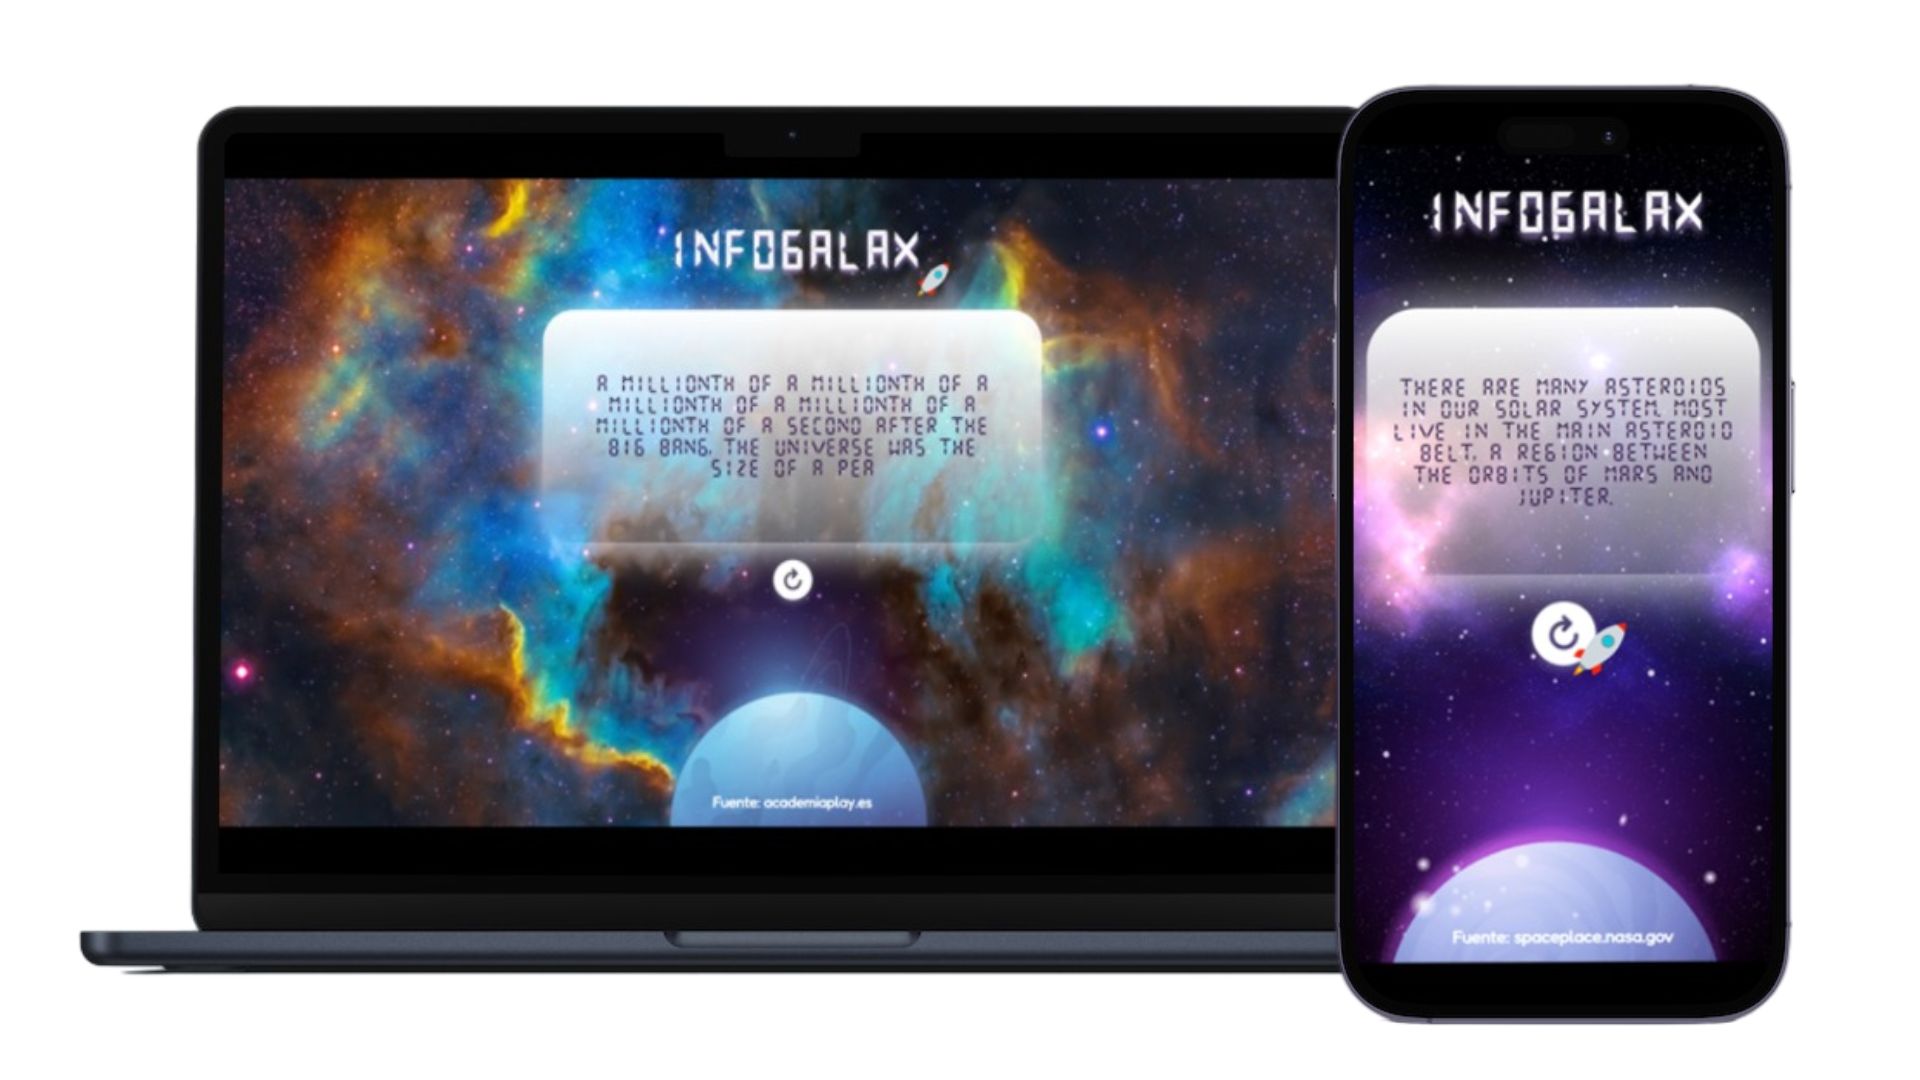 INFOGALAX
A MILLIONTH OF A MILLIONTH OF A
MILLIONTH OF A MILLIONTH OF A
MILLIONTH OF A SECOND AFTER THE
BIG BANG, THE UNIVERSE WAS THE
SIZE OF A PEA
Fuente: academiaplay.es
INFOGALAX
THERE ARE MANY ASTEROIDS
IN OUR SOLAR SYSTEM. MOST
LIVE IN THE MAIN ASTEROID
BELT, A REGION BETWEEN
THE ORBITS OF MARS AND
JUPITER.
Fuente: spaceplace.nasa.gov